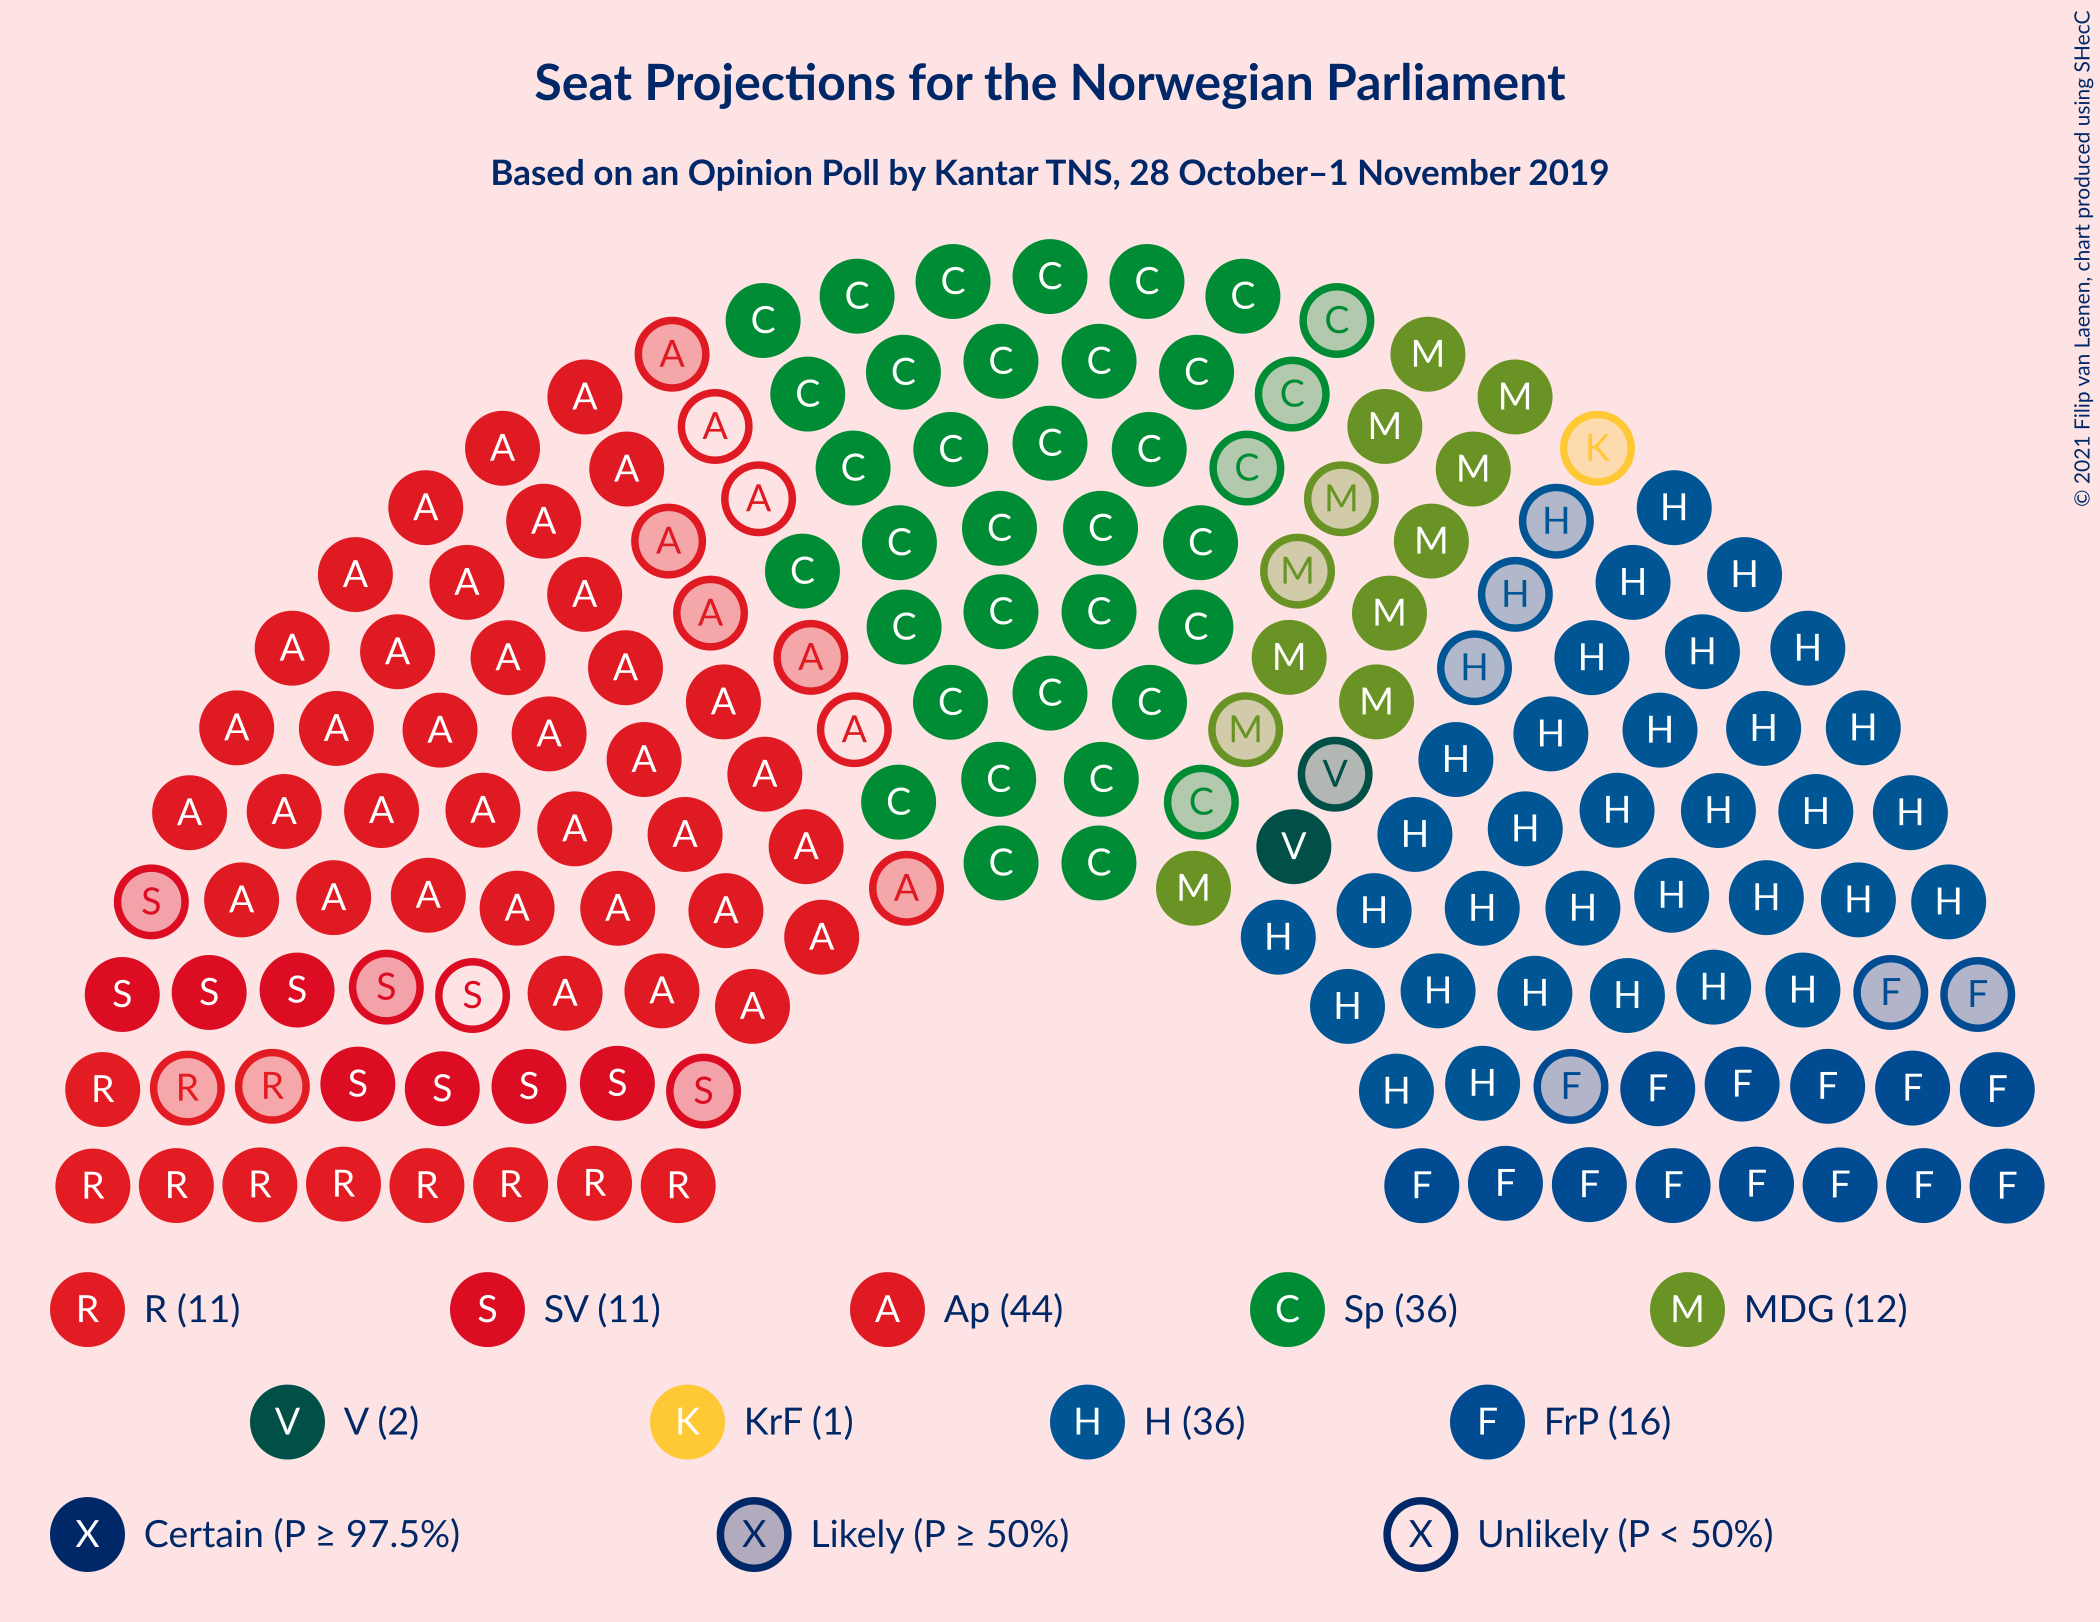 Seat Projections for the Norwegian Parliament
Based on an Opinion Poll by Kantar TNS, 28 October–1 November 2019
© 2021 Filip van Laenen, chart produced using SHecC
C C C C C C C
A C C C C C C M
A A C C C C C M M
A A A C C C C M M K
A A A C C C C M M H H
A A A C C C C M M H H
A A A A C C C C M M H H H
A A A A A C C C M M H H H H
A A A A A A C C C M V H H H H H
A A A A A A A C C C C V H H H H H H
S A A A A A A A A C C M H H H H H H H H
S S S S S A A A H H H H H H F F
R R R S S S S S H H F F F F F F
R R R R R R R R F F F F F F F F
R R (11) S SV (11) A Ap (44) C Sp (36) M MDG (12)
V V (2) K KrF (1) H H (36) F FrP (16)
X Certain (P ≥ 97.5%) X Likely (P ≥ 50%) X Unlikely (P < 50%)